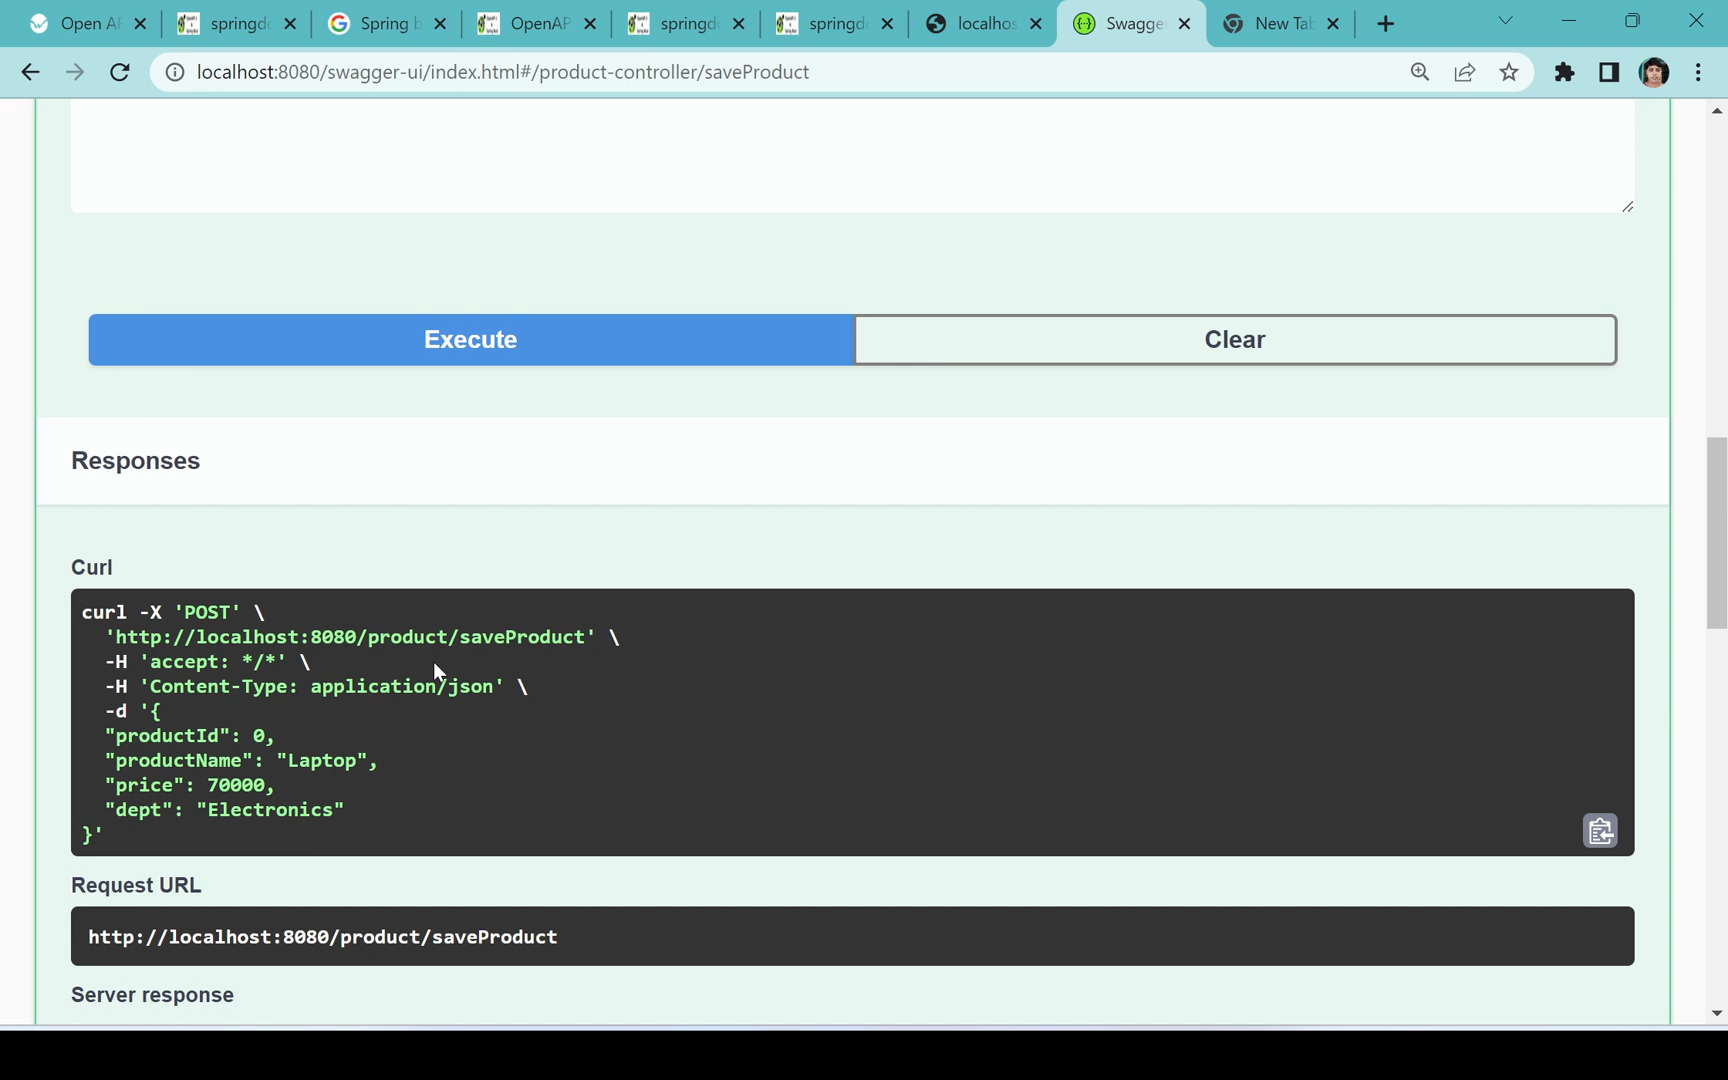 Open A
springd
Spring b
OpenAP
springd
springd
localhos
Swagge
New Ta
localhost:8080/swagger-ui/index.html#/product-controller/saveProduct
Execute
Clear
Responses
Curl
curl -X 'POST' \
'http://localhost:8080/product/saveProduct' \
-H 'accept: */*' \
-H 'Content-Type: application/json' \
-d '{
"productId": 0,
"productName": "Laptop",
"price": 70000,
"dept": "Electronics"
}'
Request URL
http://localhost:8080/product/saveProduct
Server response